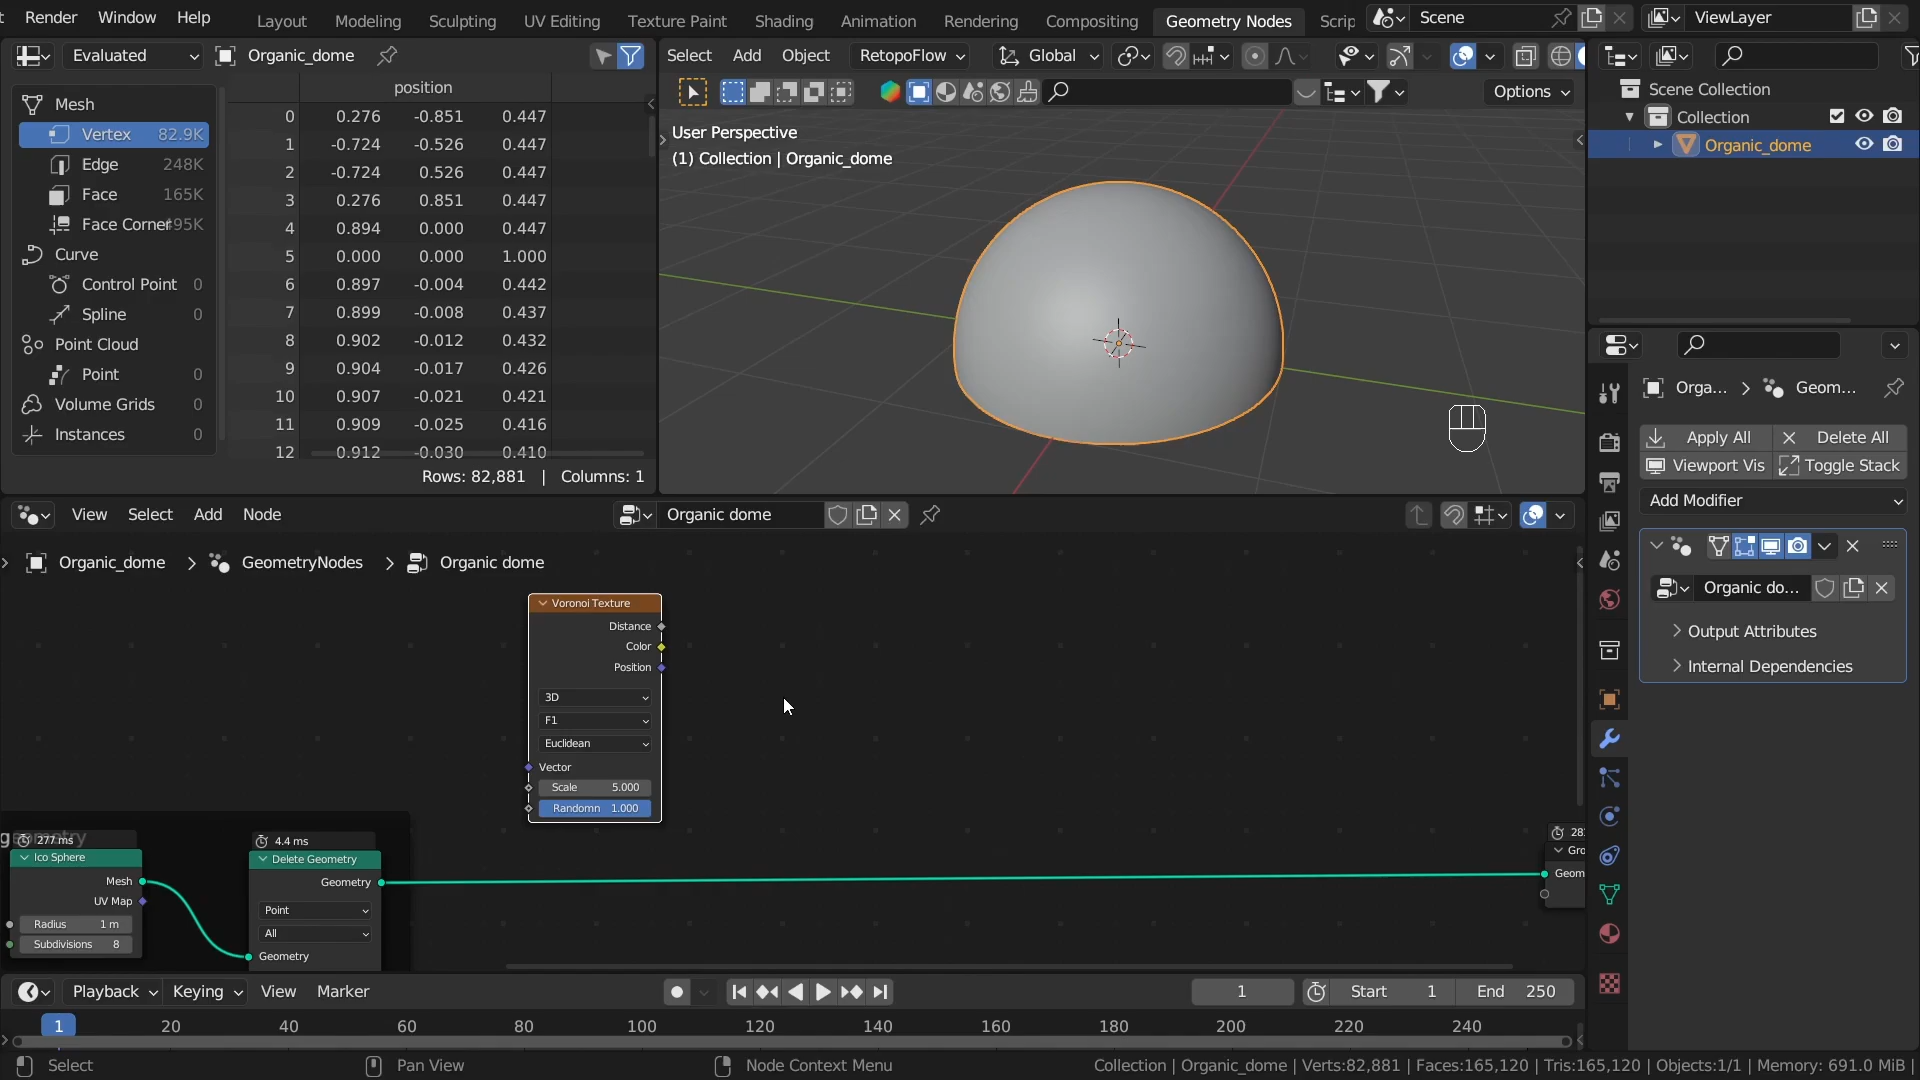 Render Window Help Layout Modeling Sculpting UV Editing Texture Paint Shading Animation Rendering Compositing Geometry Nodes Scrip Scene ViewLayer
Evaluated Organic_dome
Select Add Object RetopoFlow Global
Options
position
Mesh
Vertex 82.9K
Edge 248K
Face 165K
Face Corner 95K
Curve
Control Point 0
Spline 0
Point Cloud
Point 0
Volume Grids 0
Instances 0
0 0.276 -0.851 0.447
1 -0.724 -0.526 0.447
2 -0.724 0.526 0.447
3 0.276 0.851 0.447
4 0.894 0.000 0.447
5 0.000 0.000 1.000
6 0.897 -0.004 0.442
7 0.899 -0.008 0.437
8 0.902 -0.012 0.432
9 0.904 -0.017 0.426
10 0.907 -0.021 0.421
11 0.909 -0.025 0.416
12 0.912 -0.030 0.410
Rows: 82,881 | Columns: 1
User Perspective
(1) Collection | Organic_dome
Scene Collection
Collection
Organic_dome
Orga... Geom...
Apply All Delete All
Viewport Vis Toggle Stack
Add Modifier
Organic do...
Output Attributes
Internal Dependencies
View Select Add Node Organic dome
Organic_dome GeometryNodes Organic dome
Voronoi Texture
Distance
Color
Position
3D
F1
Euclidean
Vector
Scale 5.000
Randomn 1.000
277 ms
Ico Sphere
Mesh
UV Map
Radius 1 m
Subdivisions 8
4.4 ms
Delete Geometry
Geometry
Point
All
Geometry
28
Gro
Geom
Playback Keying View Marker 1 Start 1 End 250
1 20 40 60 80 100 120 140 160 180 200 220 240
Select Pan View Node Context Menu Collection | Organic_dome | Verts:82,881 | Faces:165,120 | Tris:165,120 | Objects:1/1 | Memory: 691.0 MiB |